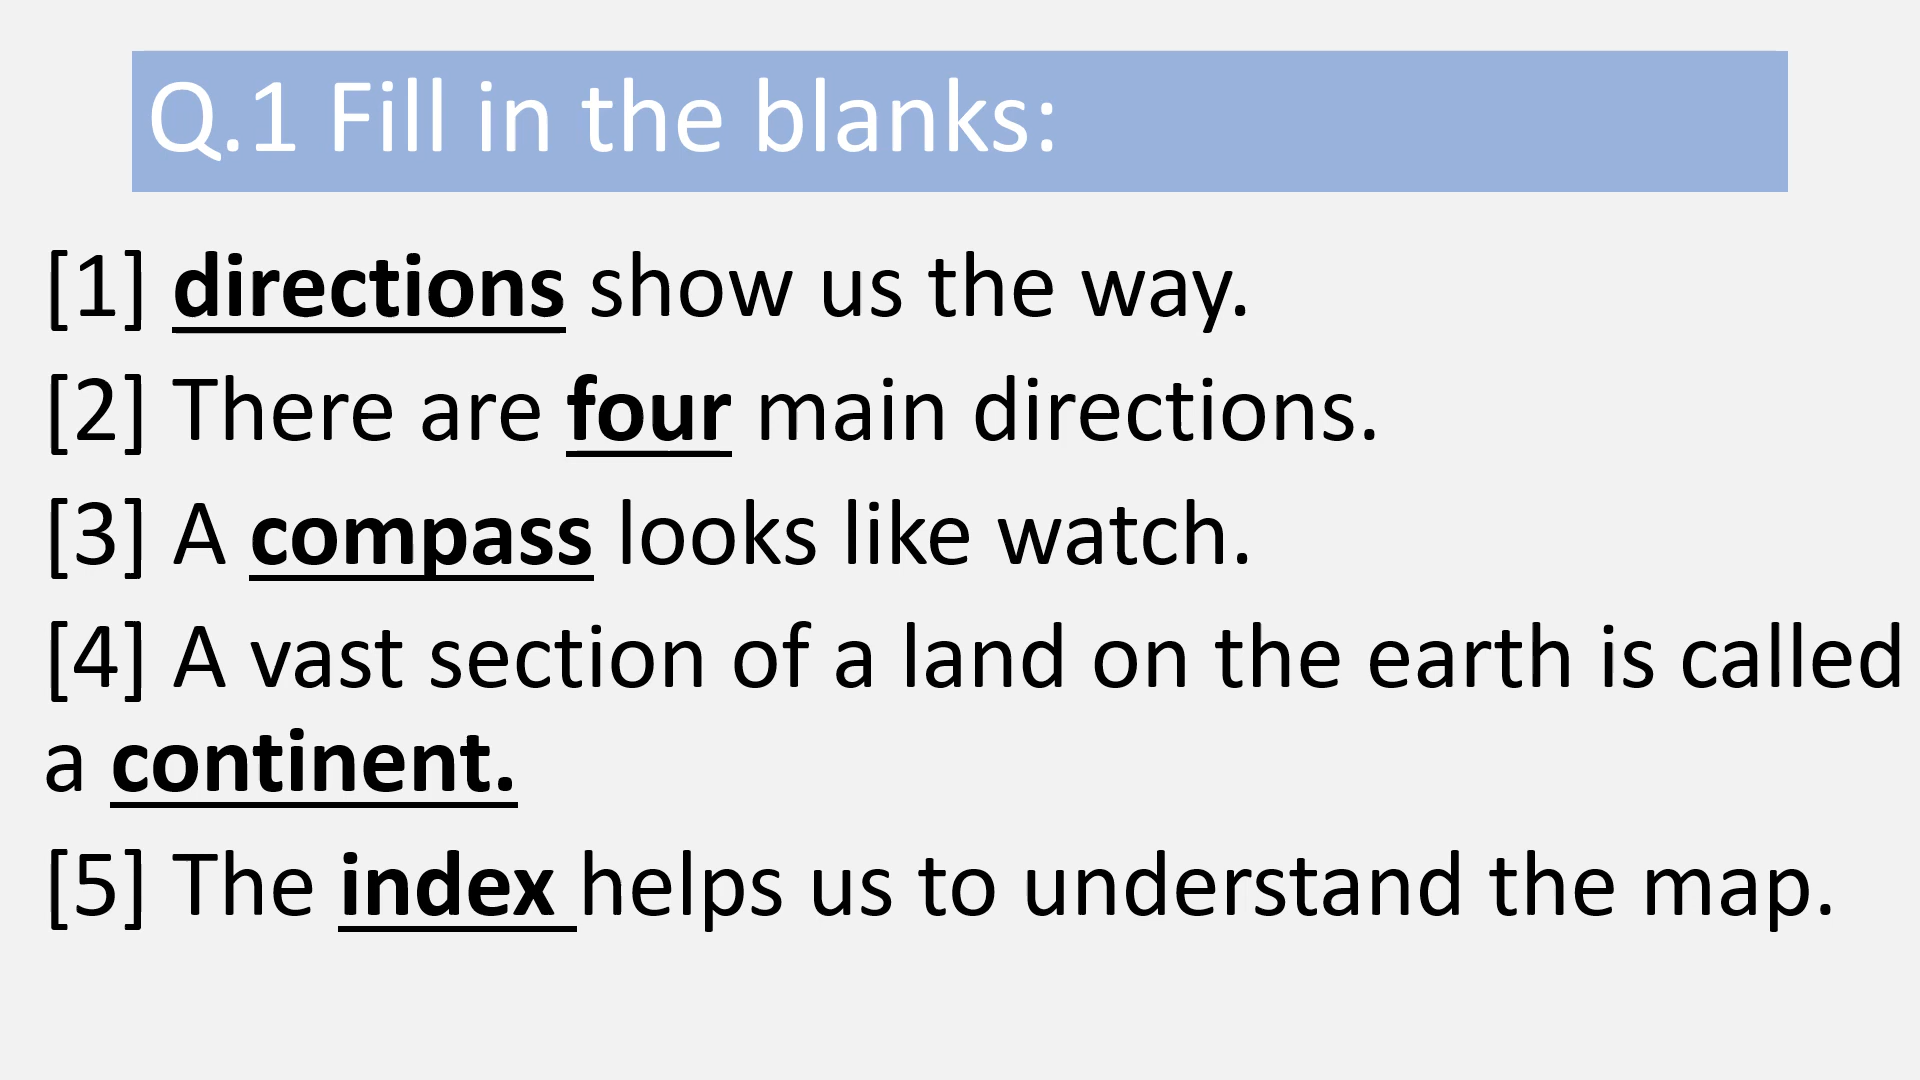 Q.1 Fill in the blanks:
[1] directions show us the way.
[2] There are four main directions.
[3] A compass looks like watch.
[4] A vast section of a land on the earth is called
a continent.
[5] The index helps us to understand the map.